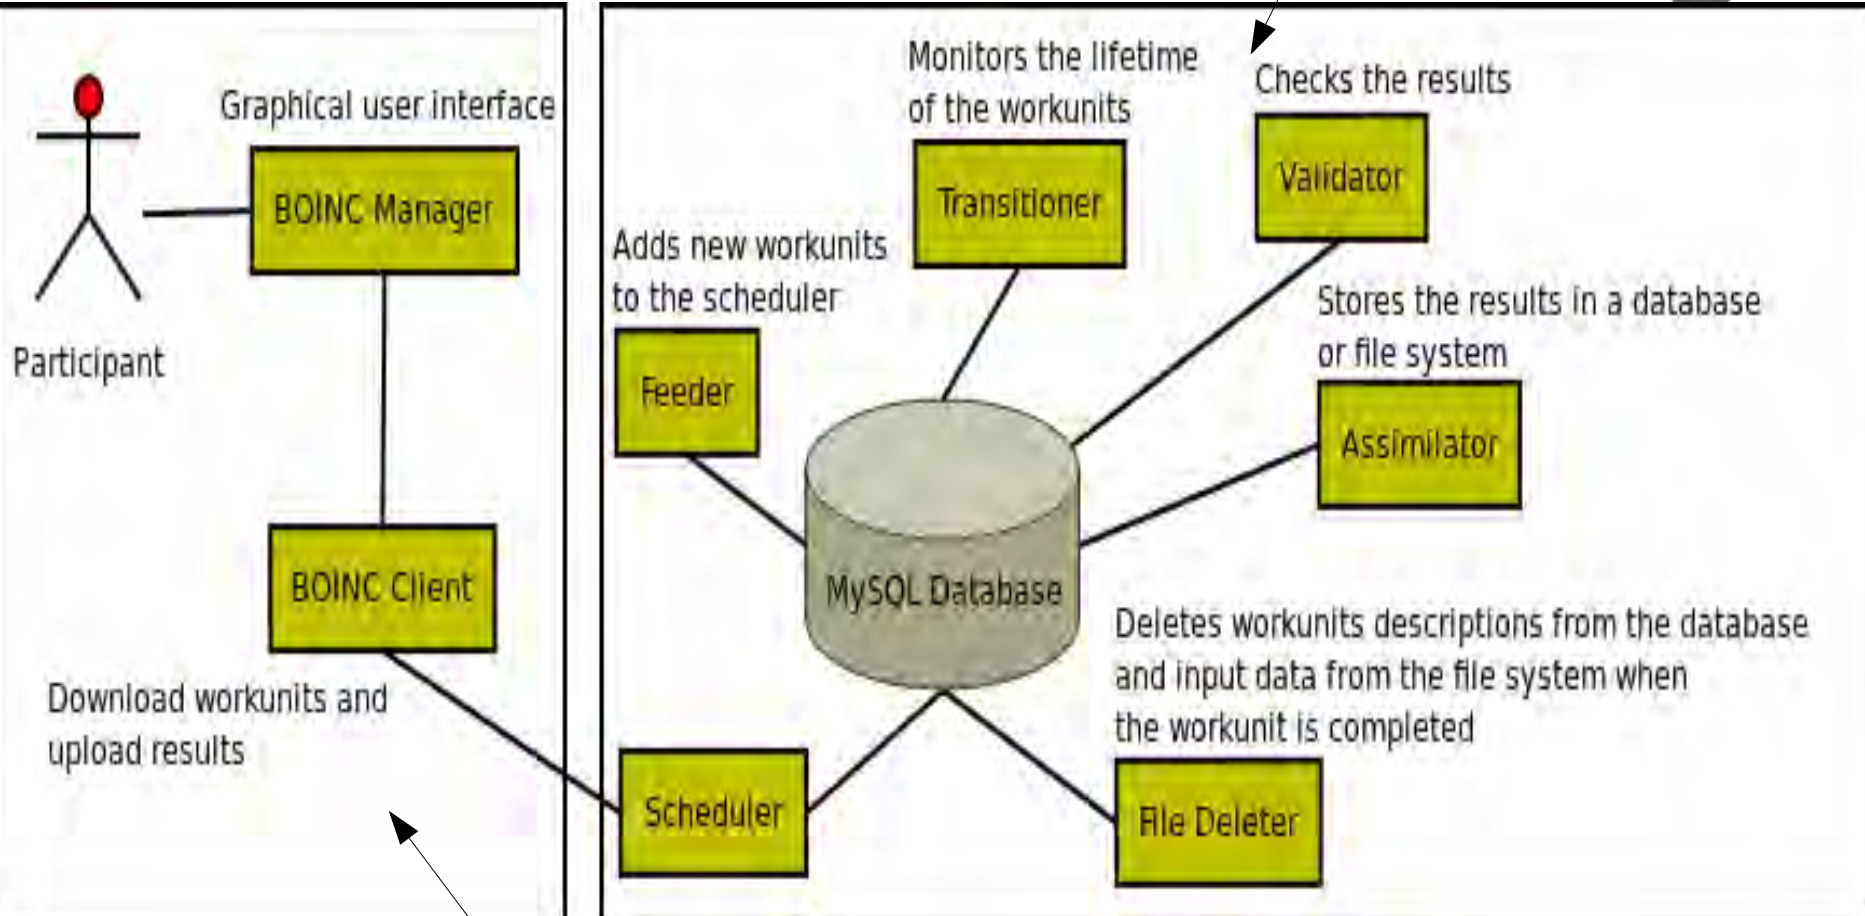 Graphical user interface
BOINC Manager
Participant
BOINC Client
Download workunits and
upload results
Monitors the lifetime
of the workunits
Transitioner
Checks the results
Validator
Adds new workunits
to the scheduler
Feeder
Stores the results in a database
or file system
Assimilator
MySQL Database
Deletes workunits descriptions from the database
and input data from the file system when
the workunit is completed
Scheduler
File Deleter